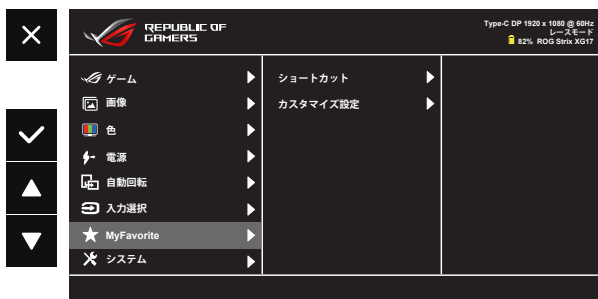 REPUBLIC OF
GAMERS
Type-C DP 1920 x 1080 @ 60Hz
レースモード
82% ROG Strix XG17
ゲーム
ショートカット
画像
カスタマイズ設定
色
電源
自動回転
入力選択
MyFavorite
システム